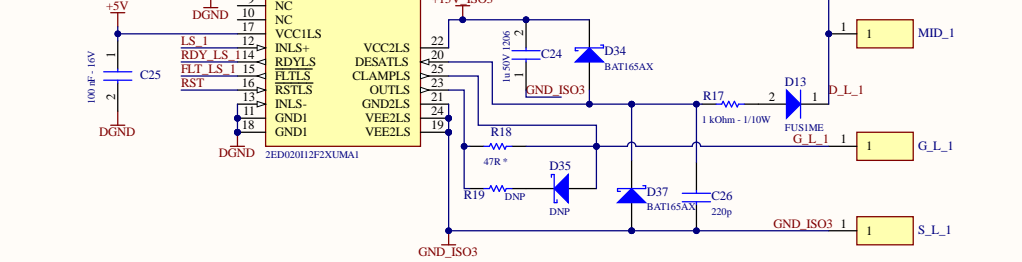 +5V
DGND
9
NC
10
NC
17
VCC1LS
LS_1
12
INLS+
RDY_LS_1
14
RDYLS
FLT_LS_1
15
FLTLS
RST
16
RSTLS
13
INLS-
11
GND1
18
GND1
DGND
2ED020I12F2XUMA1
100 nF - 16V
1
2
C25
DGND
VCC2LS
22
DESATLS
20
CLAMPLS
25
OUTLS
23
GND2LS
21
VEE2LS
24
VEE2LS
19
+15V_ISO3
2
1u 50V 1206
C24
1
GND_ISO3
D34
BAT165AX
R17
1 kOhm - 1/10W
D13
2
1
FUS1ME
D_L_1
1
1
MID_1
R18
47R *
R19
DNP
D35
DNP
D37
BAT165AX
C26
220p
G_L_1
1
1
G_L_1
GND_ISO3
1
1
S_L_1
GND_ISO3